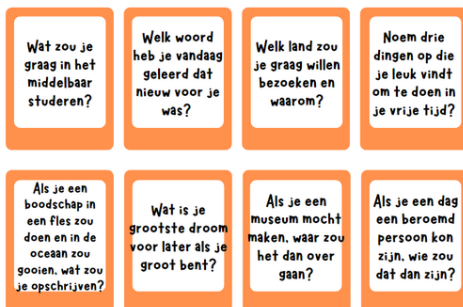 Wat zou je
graag in het
middelbaar
studeren?
Welk woord
heb je vandaag
geleerd dat
nieuw voor je
was?
Welk land zou
je graag willen
bezoeken en
waarom?
Noem drie
dingen op die
je leuk vindt
om te doen in
je vrije tijd?
Als je een
boodschap in
een fles zou
doen en in de
oceaan zou
gooien, wat zou
je opschrijven?
Wat is je
grootste droom
voor later als je
groot bent?
Als je een
museum mocht
maken, waar zou
het dan over
gaan?
Als je een dag
een beroemd
persoon kon
zijn, wie zou
dat dan zijn?